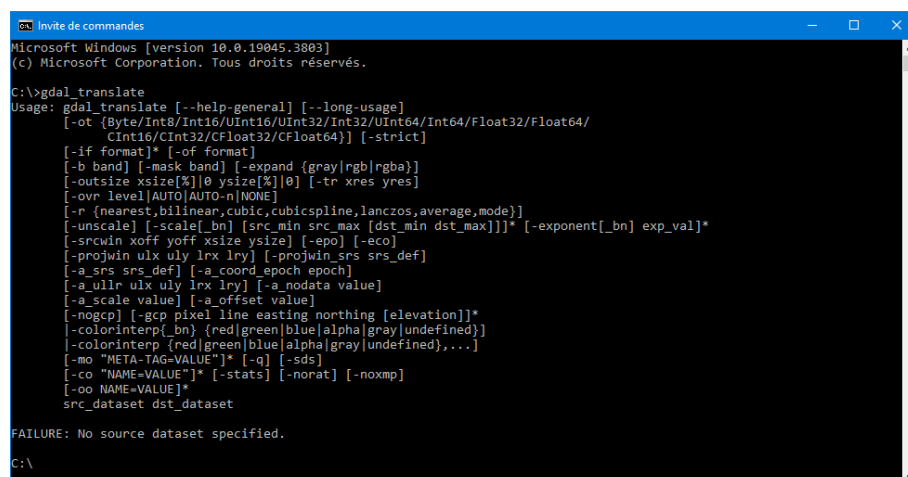 Invite de commandes
Microsoft Windows [version 10.0.19045.3803]
(c) Microsoft Corporation. Tous droits réservés.
C:\>gdal_translate
Usage: gdal_translate [--help-general] [--long-usage]
[-ot {Byte/Int8/Int16/UInt16/UInt32/Int32/UInt64/Int64/Float32/Float64/
CInt16/CInt32/CFloat32/CFloat64}] [-strict]
[-if format]* [-of format]
[-b band] [-mask band] [-expand {gray|rgb|rgba}]
[-outsize xsize[%]|0 ysize[%]|0] [-tr xres yres]
[-ovr level|AUTO|AUTO-n|NONE]
[-r {nearest,bilinear,cubic,cubicspline,lanczos,average,mode}]
[-unscale] [-scale[_bn] [src_min src_max [dst_min dst_max]]]* [-exponent[_bn] exp_val]*
[-srcwin xoff yoff xsize ysize] [-epo] [-eco]
[-projwin ulx uly lrx lry] [-projwin_srs srs_def]
[-a_srs srs_def] [-a_coord_epoch epoch]
[-a_ullr ulx uly lrx lry] [-a_nodata value]
[-a_scale value] [-a_offset value]
[-nogcp] [-gcp pixel line easting northing [elevation]]*
|-colorinterp{_bn} {red|green|blue|alpha|gray|undefined}]
|-colorinterp {red|green|blue|alpha|gray|undefined},...]
[-mo "META-TAG=VALUE"]* [-q] [-sds]
[-co "NAME=VALUE"]* [-stats] [-norat] [-noxmp]
[-oo NAME=VALUE]*
src_dataset dst_dataset
FAILURE: No source dataset specified.
C:\